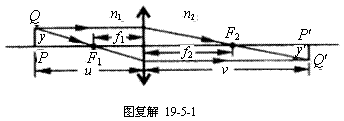 Q n₁ n₂
y F₁ f₁ f₂ F₂ P′ y′
P Q′
u v
图复解 19-5-1